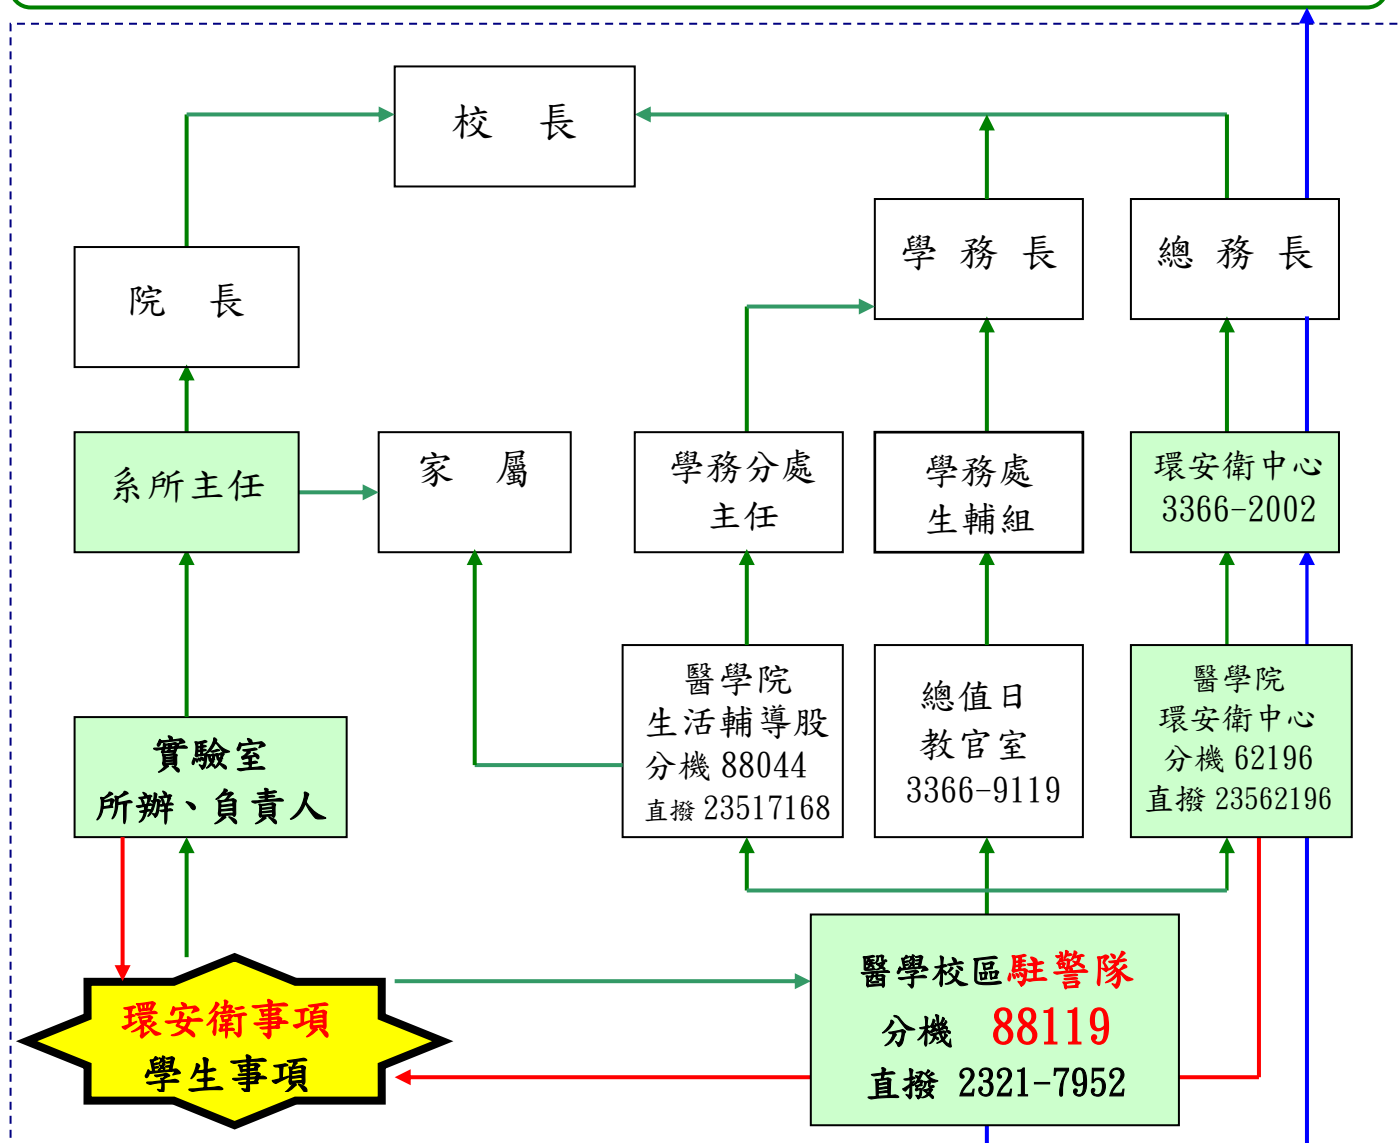 校 長
院 長
學 務 長
總 務 長
系所主任
家 屬
學務分處
主任
學務處
生輔組
環安衛中心
3366-2002
實驗室
所辦、負責人
醫學院
生活輔導股
分機 88044
直撥 23517168
總值日
教官室
3366-9119
醫學院
環安衛中心
分機 62196
直撥 23562196
環安衛事項
學生事項
醫學校區駐警隊
分機 88119
直撥 2321-7952